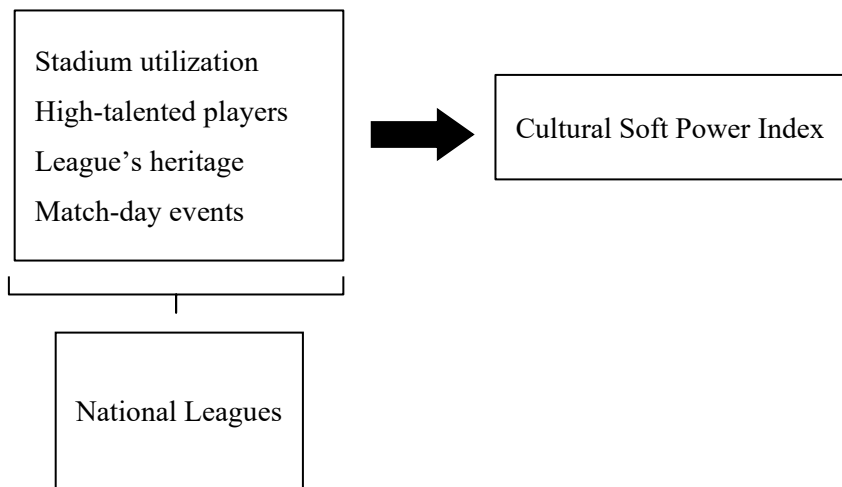 Stadium utilization
High-talented players
League’s heritage
Match-day events
Cultural Soft Power Index
National Leagues